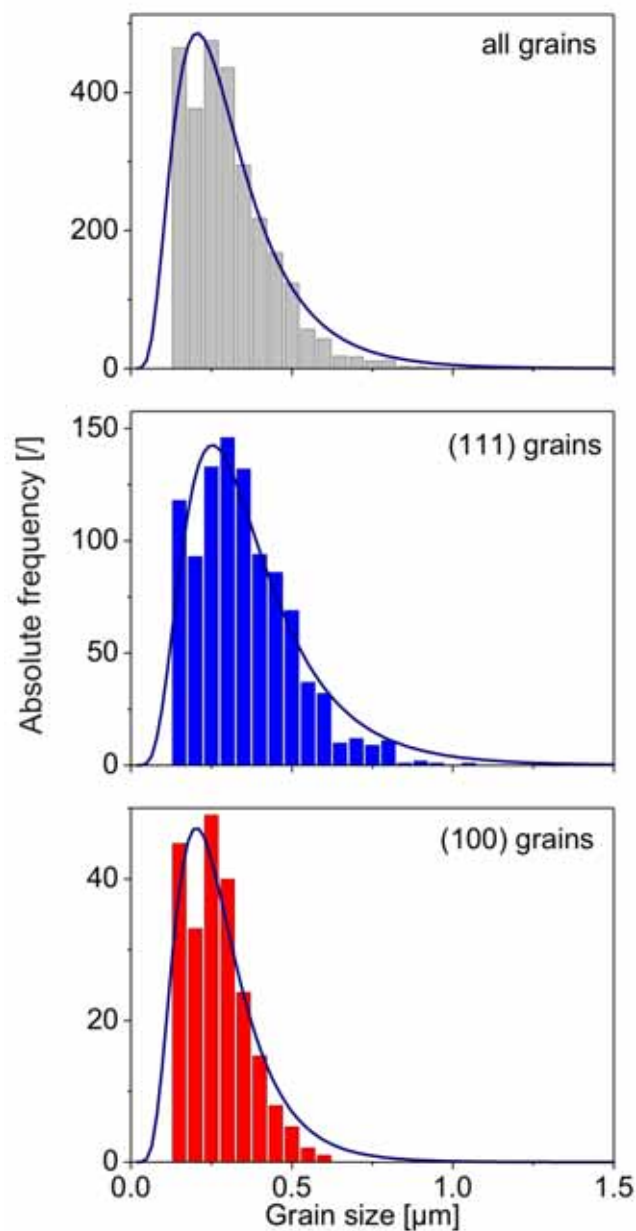 all grains
400
200
0
(111) grains
150
100
50
0
Absolute frequency [/]
(100) grains
40
20
0
0.0 0.5 1.0 1.5
Grain size [µm]